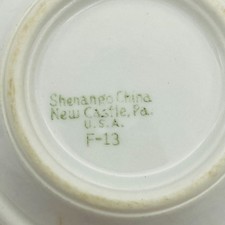 Shenango China
New Castle, Pa.
U.S.A.
F-13